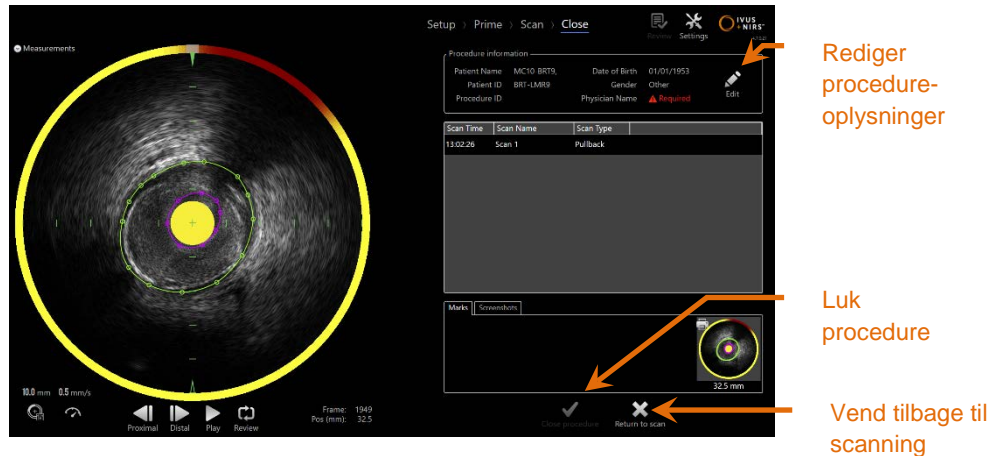 Setup > Prime > Scan > Close
Review
Settings
IVUS
+NIRS
Measurements
Procedure information
Patient Name MC10 BRT9, Date of Birth 01/01/1953
Patient ID BRT-LMR9 Gender Other
Procedure ID Physician Name Required
Edit
Scan Time Scan Name Scan Type
13:02:26 Scan 1 Pullback
Marks Screenshots
32.5 mm
10.0 mm 0.5 mm/s
Proximal Distal Play Review
Frame: 1949
Pos (mm): 32.5
Close procedure Return to scan
Rediger
procedure-
oplysninger
Luk
procedure
Vend tilbage til
scanning